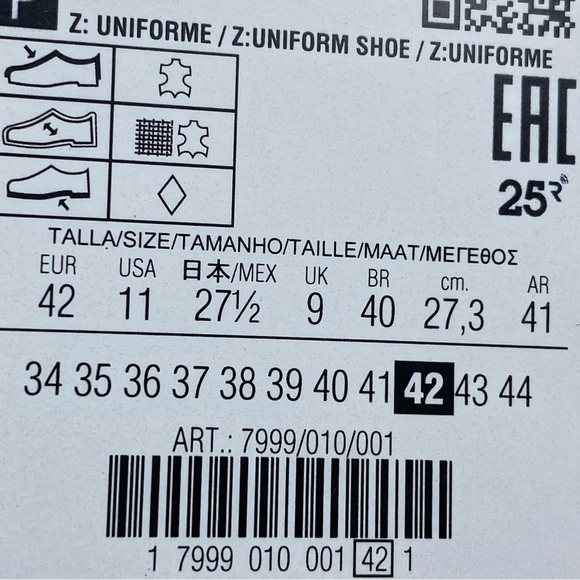 Z: UNIFORME / Z:UNIFORM SHOE / Z:UNIFORME
EAC
25R
TALLA/SIZE/TAMANHO/TAILLE/MAAT/ΜΕΓΕθΟΣ
EUR USA 日本/MEX UK BR cm. AR
42 11 27½ 9 40 27,3 41
34 35 36 37 38 39 40 41 42 43 44
ART.: 7999/010/001
1 7999 010 001 42 1